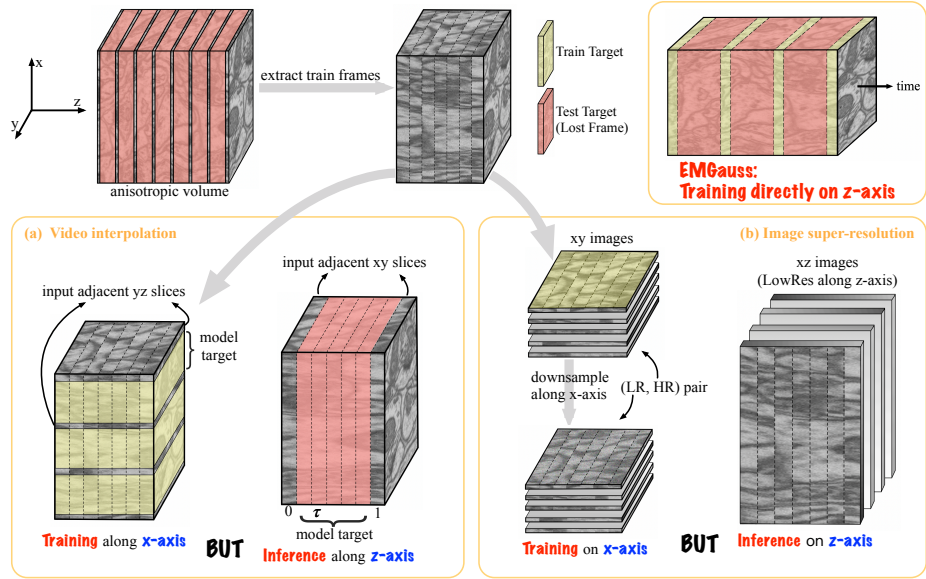 x
z
y
anisotropic volume
extract train frames
Train Target
Test Target
(Lost Frame)
time
EMGauss:
Training directly on z-axis
(a) Video interpolation
input adjacent yz slices
model
target
input adjacent xy slices
0
τ
1
model target
Training along x-axis
BUT
Inference along z-axis
(b) Image super-resolution
xy images
xz images
(LowRes along z-axis)
downsample
along x-axis
(LR, HR) pair
Training on x-axis
BUT
Inference on z-axis